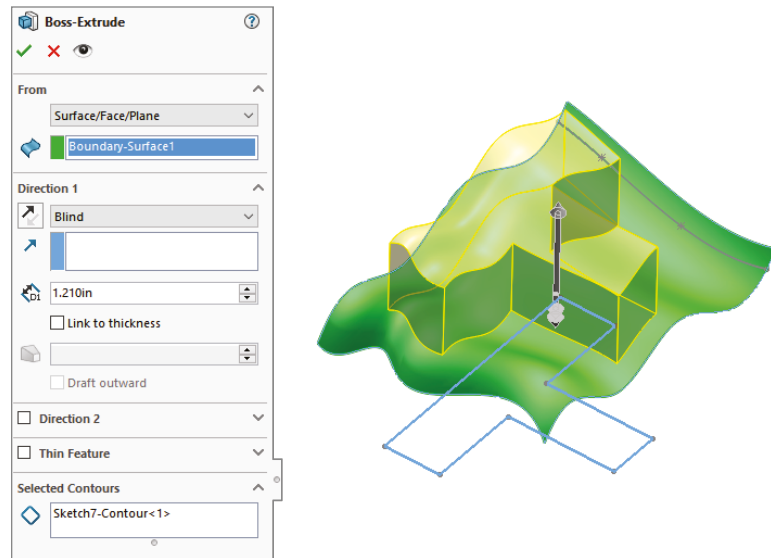 Boss-Extrude
From
Surface/Face/Plane
Boundary-Surface1
Direction 1
Blind
D1
1.210in
Link to thickness
Draft outward
Direction 2
Thin Feature
Selected Contours
Sketch7-Contour<1>